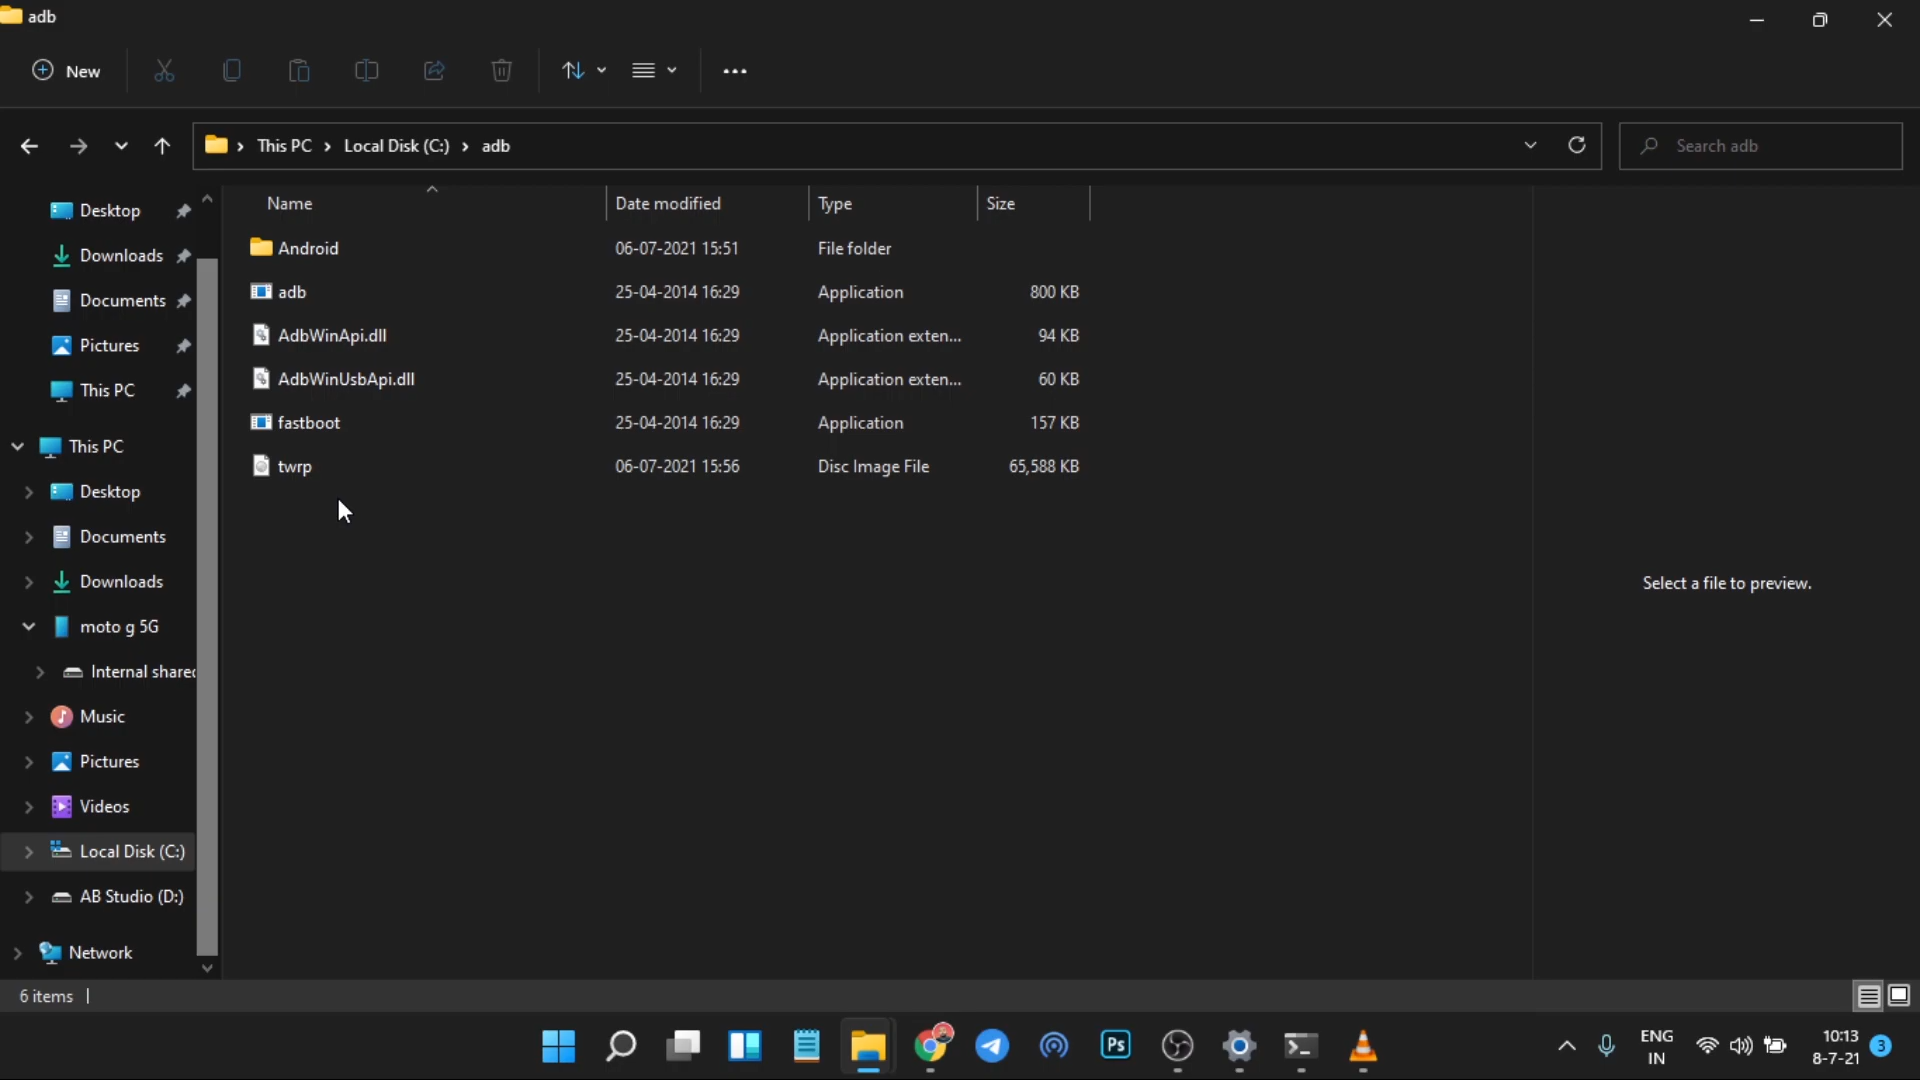 adb
New
This PC > Local Disk (C:) > adb
Search adb
Name Date modified Type Size
Android 06-07-2021 15:51 File folder
adb 25-04-2014 16:29 Application 800 KB
AdbWinApi.dll 25-04-2014 16:29 Application exten... 94 KB
AdbWinUsbApi.dll 25-04-2014 16:29 Application exten... 60 KB
fastboot 25-04-2014 16:29 Application 157 KB
twrp 06-07-2021 15:56 Disc Image File 65,588 KB
Desktop
Downloads
Documents
Pictures
This PC
This PC
Desktop
Documents
Downloads
moto g 5G
Internal shared
Music
Pictures
Videos
Local Disk (C:)
AB Studio (D:)
Network
Select a file to preview.
6 items
Ps
ENG
IN
10:13
8-7-21
3